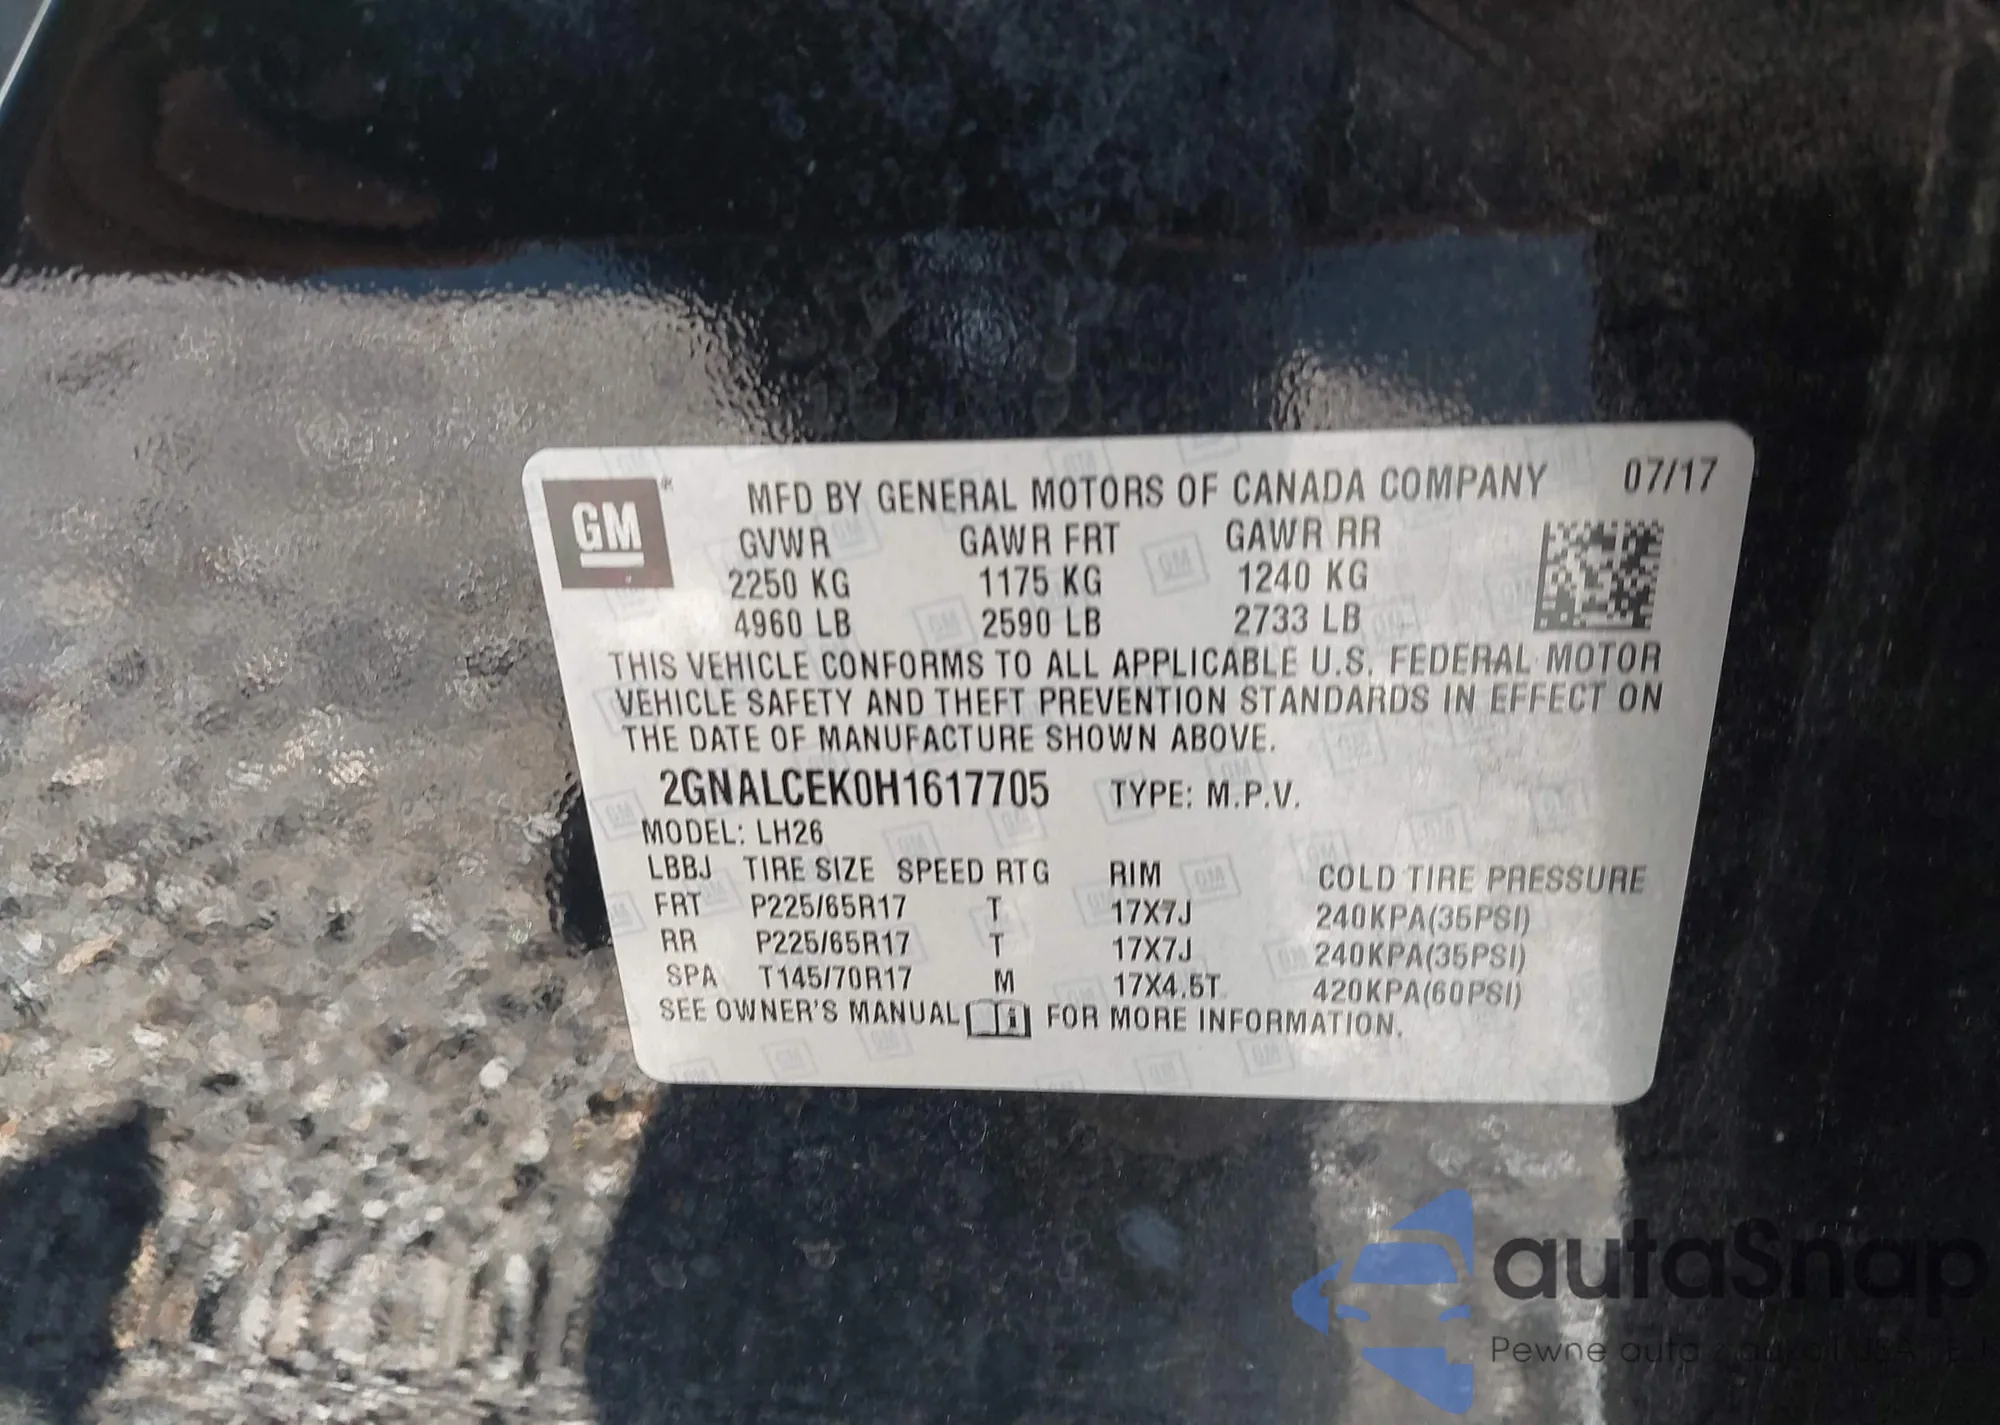 GM
MFD BY GENERAL MOTORS OF CANADA COMPANY 07/17
GVWR GAWR FRT GAWR RR
2250 KG 1175 KG 1240 KG
4960 LB 2590 LB 2733 LB
THIS VEHICLE CONFORMS TO ALL APPLICABLE U.S. FEDERAL MOTOR
VEHICLE SAFETY AND THEFT PREVENTION STANDARDS IN EFFECT ON
THE DATE OF MANUFACTURE SHOWN ABOVE.
2GNALCEK0H1617705 TYPE: M.P.V.
MODEL: LH26
LBBJ TIRE SIZE SPEED RTG RIM COLD TIRE PRESSURE
FRT P225/65R17 T 17X7J 240KPA(35PSI)
RR P225/65R17 T 17X7J 240KPA(35PSI)
SPA T145/70R17 M 17X4.5T 420KPA(60PSI)
SEE OWNER'S MANUAL FOR MORE INFORMATION.
autaSnap
Pewne auta